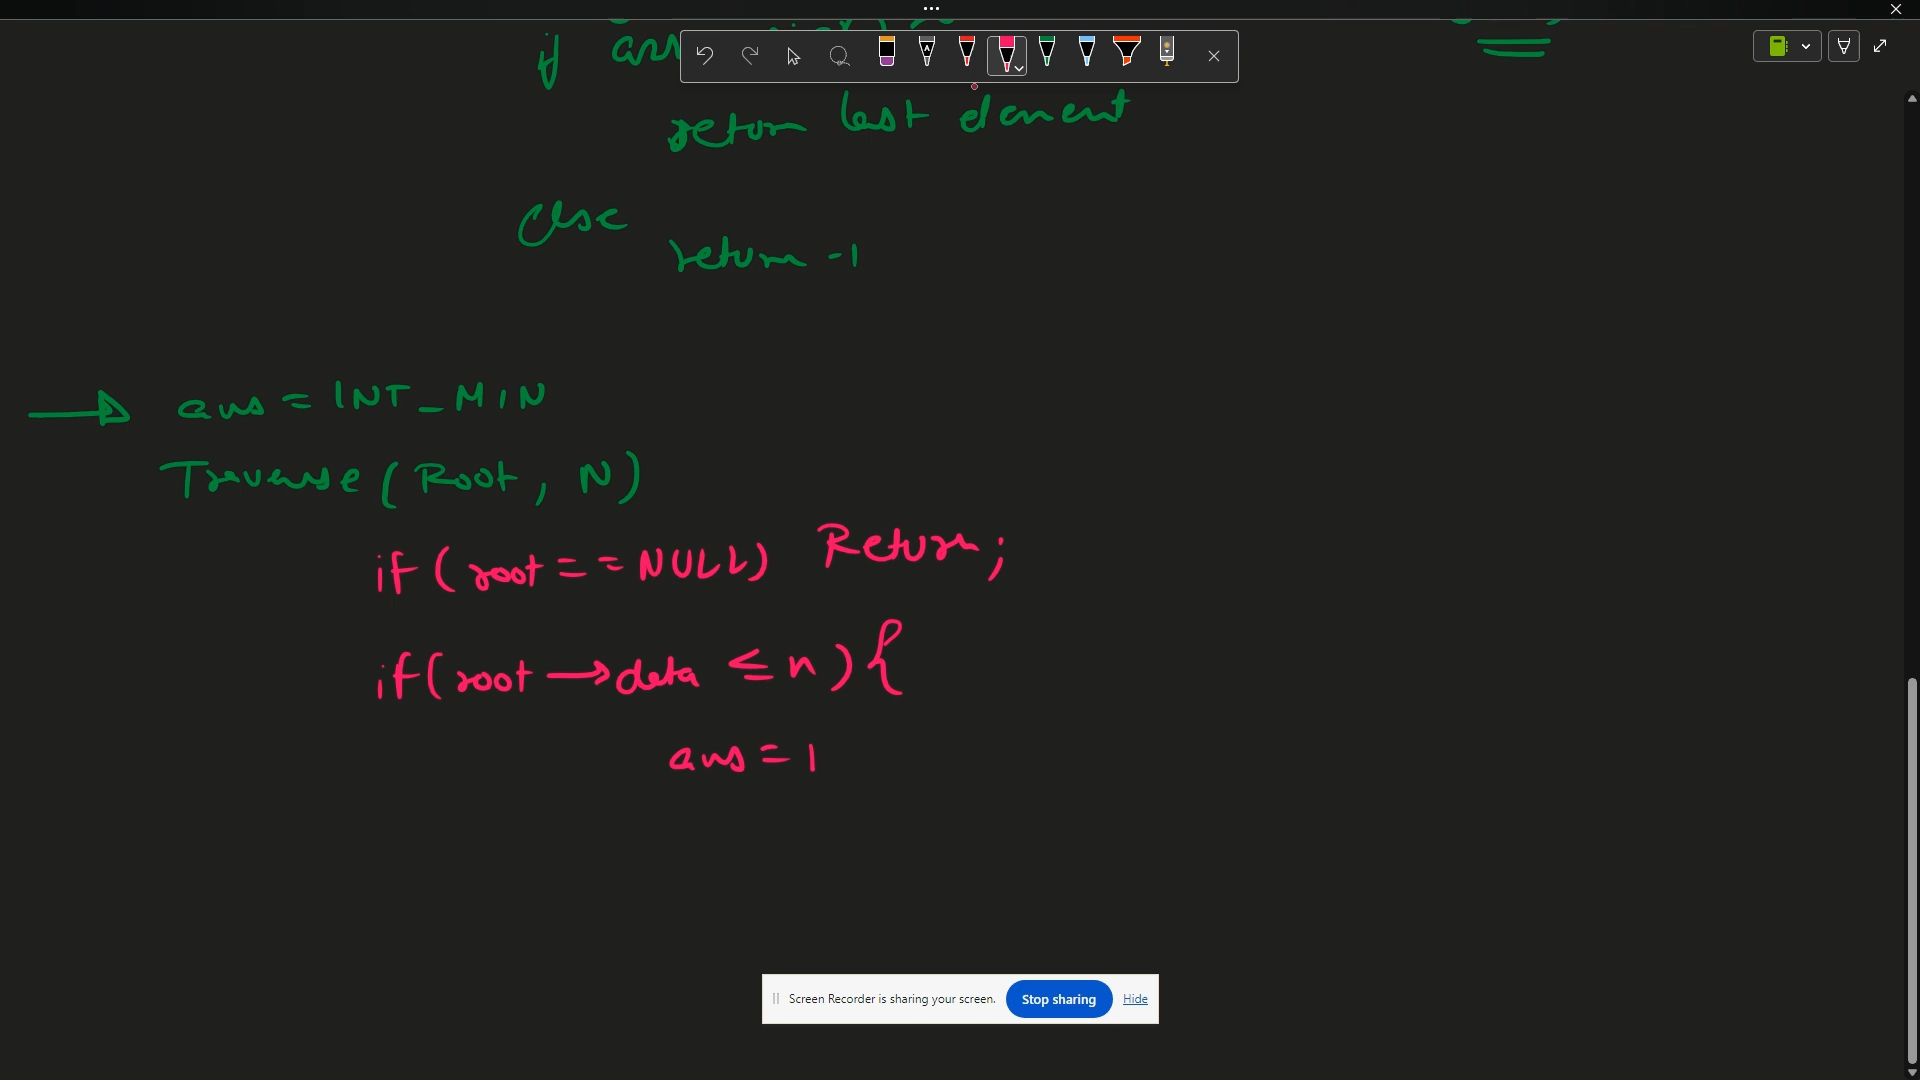 if
return last element
else
return -1
ans = INT_MIN
Traverse (Root, N)
if (root == NULL) Return;
if (root → data ≤ n) {
ans = 1
Screen Recorder is sharing your screen. Stop sharing Hide